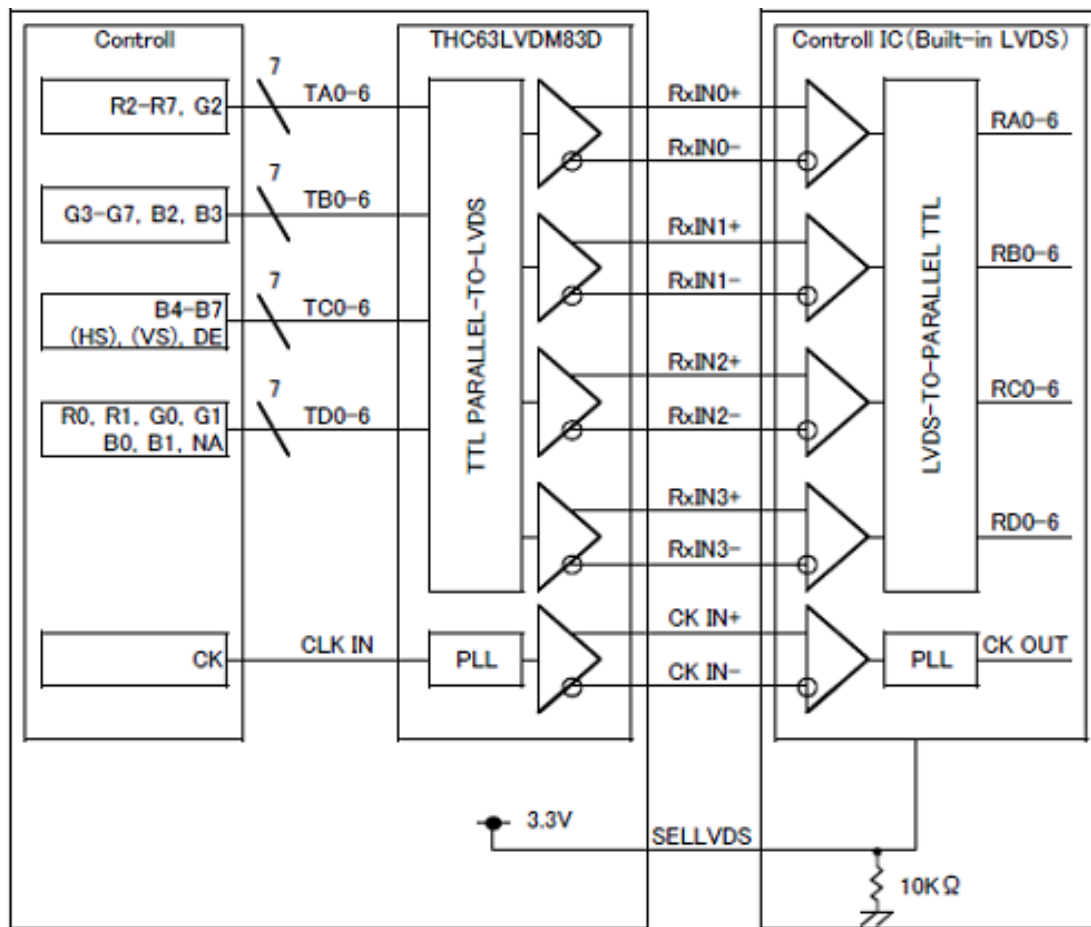 Controll
THC63LVDM83D
Controll IC(Built-in LVDS)
R2-R7, G2
7
TA0-6
RxIN0+
RxIN0-
RA0-6
G3-G7, B2, B3
7
TB0-6
RxIN1+
RxIN1-
RB0-6
B4-B7
(HS), (VS), DE
7
TC0-6
RxIN2+
RxIN2-
RC0-6
R0, R1, G0, G1
B0, B1, NA
7
TD0-6
RxIN3+
RxIN3-
RD0-6
TTL PARALLEL-TO-LVDS
LVDS-TO-PARALLEL TTL
CK
CLK IN
PLL
CK IN+
CK IN-
PLL
CK OUT
3.3V
SELLVDS
10KΩ